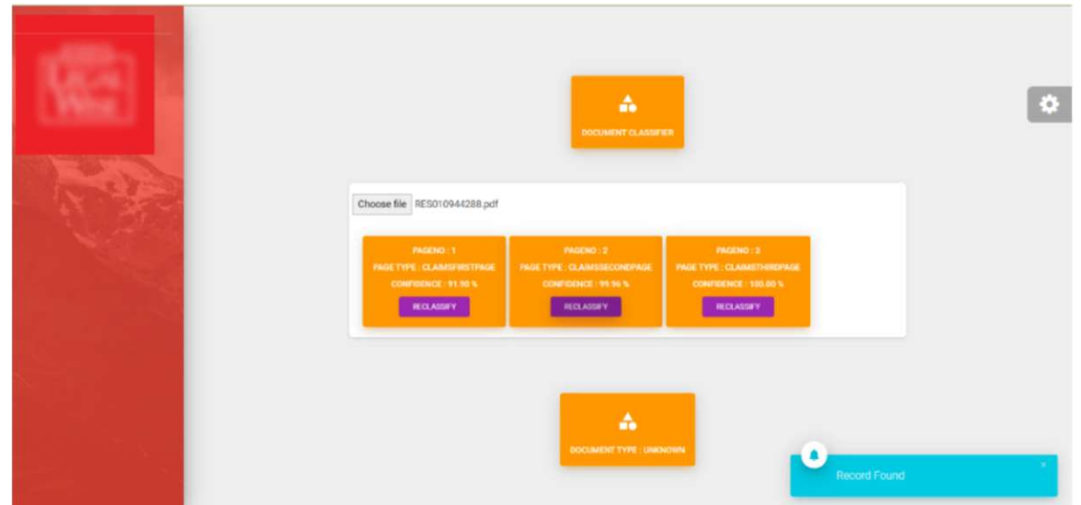 DOCUMENT CLASSIFIER
Choose file RES010944288.pdf
PAGENO : 1
PAGE TYPE : CLAIMSFIRSTPAGE
CONFIDENCE : 91.90 %
RECLASSIFY
PAGENO : 2
PAGE TYPE : CLAIMSSECONDPAGE
CONFIDENCE : 99.96 %
RECLASSIFY
PAGENO : 3
PAGE TYPE : CLAIMSTHIRDPAGE
CONFIDENCE : 100.00 %
RECLASSIFY
DOCUMENT TYPE : UNKNOWN
Record Found